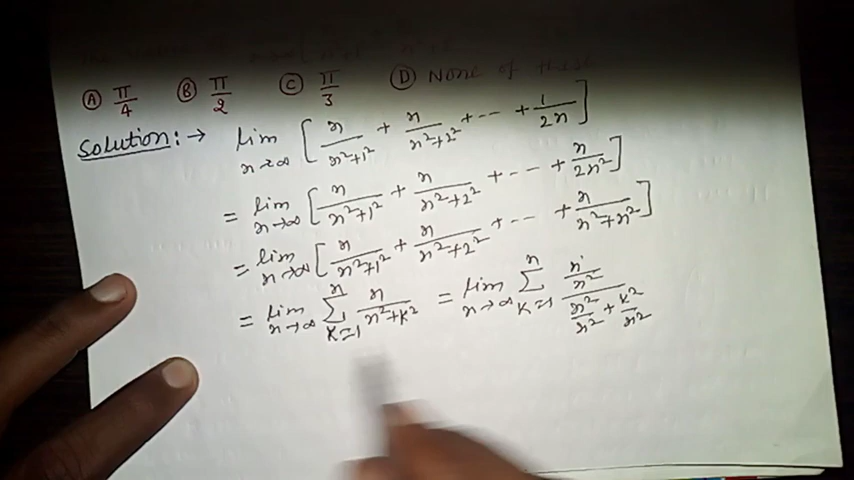 (A) π/4 (B) π/2 (C) π/3 (D) None of these
Solution:→ lim n→∞ [n/(n²+1²) + n/(n²+2²) + -- + 1/2n]
= lim n→∞ [n/(n²+1²) + n/(n²+2²) + -- + n/2n²]
= lim n→∞ [n/(n²+1²) + n/(n²+2²) + -- + n/(n²+n²)]
= lim n→∞ Σ k=1 n n/(n²+k²) = lim n→∞ Σ k=1 n (n/n²)/(n²/n² + k²/n²)